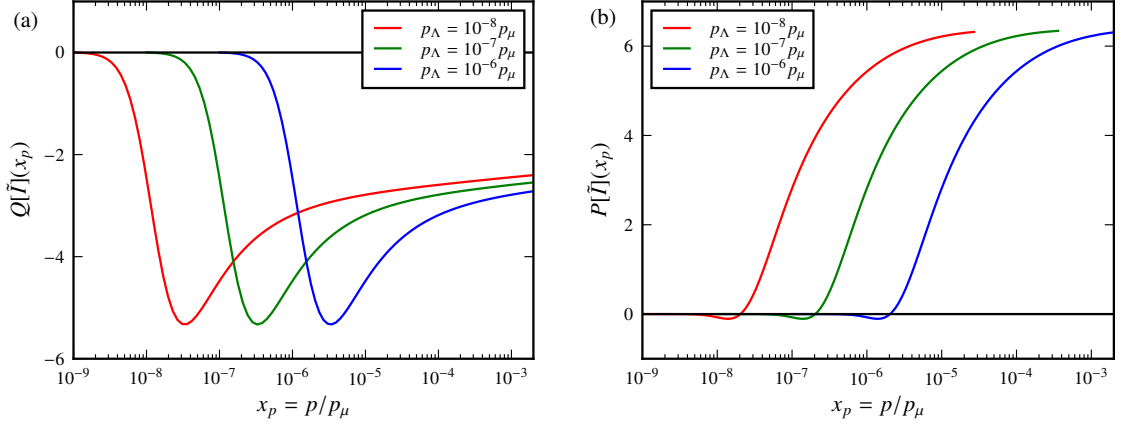 (a)
p_Λ = 10⁻⁸ p_μ
p_Λ = 10⁻⁷ p_μ
p_Λ = 10⁻⁶ p_μ
Q[Ĩ](x_p)
0
−2
−4
−6
10⁻⁹ 10⁻⁸ 10⁻⁷ 10⁻⁶ 10⁻⁵ 10⁻⁴ 10⁻³
x_p = p/p_μ
(b)
p_Λ = 10⁻⁸ p_μ
p_Λ = 10⁻⁷ p_μ
p_Λ = 10⁻⁶ p_μ
P[Ĩ](x_p)
6
4
2
0
10⁻⁹ 10⁻⁸ 10⁻⁷ 10⁻⁶ 10⁻⁵ 10⁻⁴ 10⁻³
x_p = p/p_μ